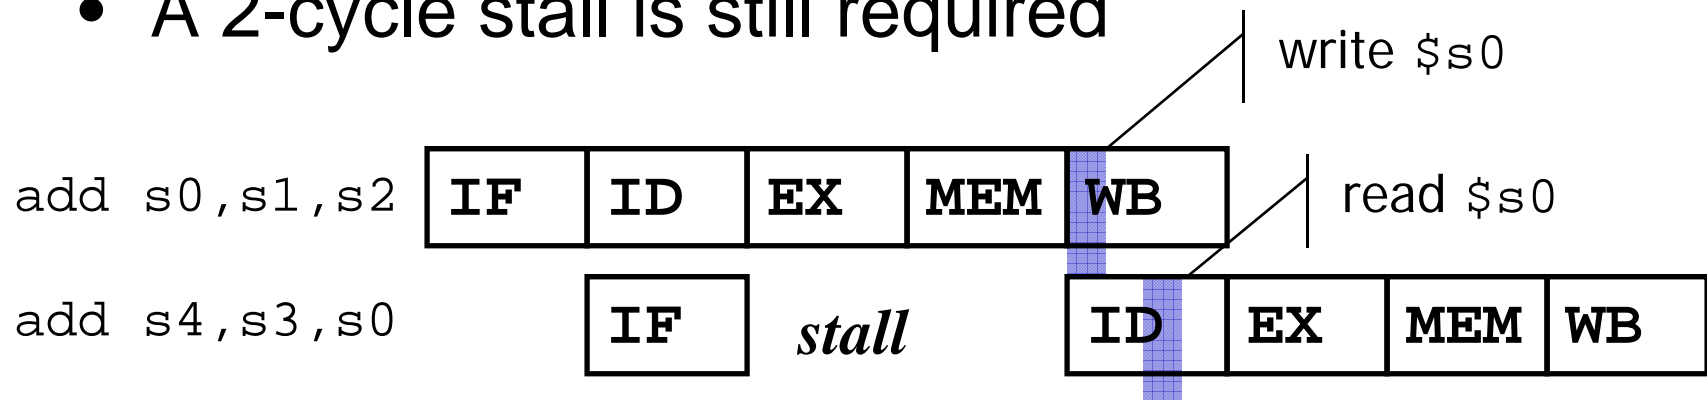 • A 2-cycle stall is still required
write $s0
add s0,s1,s2 IF ID EX MEM WB
read $s0
add s4,s3,s0 IF stall ID EX MEM WB